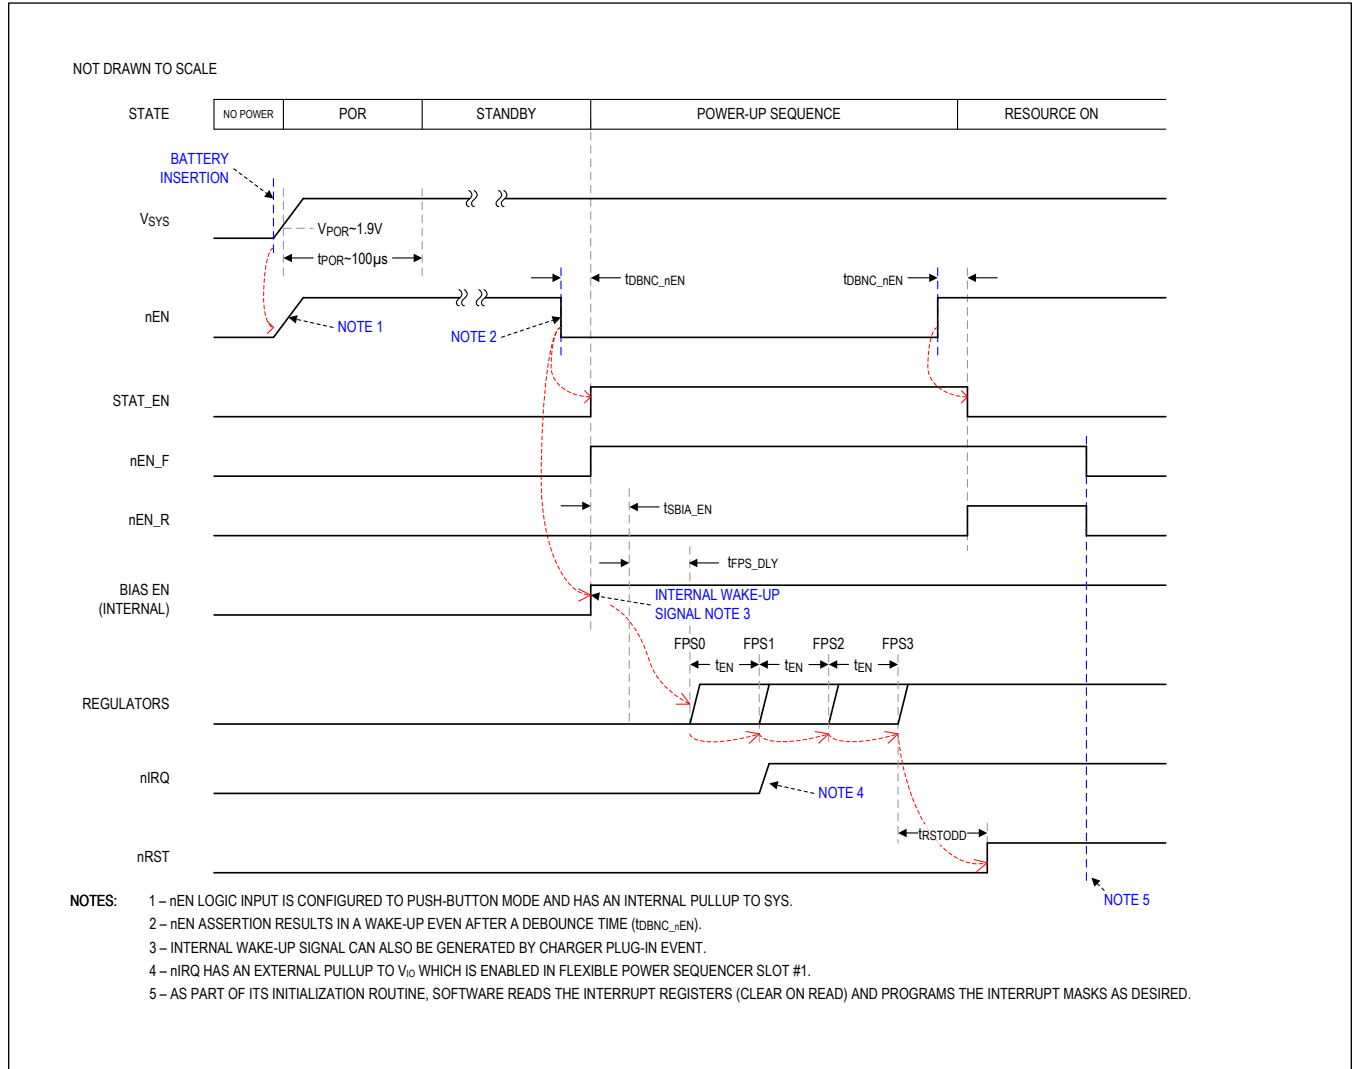 NOT DRAWN TO SCALE
STATE
NO POWER
POR
STANDBY
POWER-UP SEQUENCE
RESOURCE ON
BATTERY
INSERTION
VSYS
VPOR~1.9V
tPOR~100µs
tDBNC_nEN
tDBNC_nEN
nEN
NOTE 1
NOTE 2
STAT_EN
nEN_F
nEN_R
tSBIA_EN
tFPS_DLY
BIAS EN
(INTERNAL)
INTERNAL WAKE-UP
SIGNAL NOTE 3
FPS0
FPS1
FPS2
FPS3
tEN
tEN
tEN
REGULATORS
nIRQ
NOTE 4
tRSTODD
nRST
NOTE 5
NOTES:
1 – nEN LOGIC INPUT IS CONFIGURED TO PUSH-BUTTON MODE AND HAS AN INTERNAL PULLUP TO SYS.
2 – nEN ASSERTION RESULTS IN A WAKE-UP EVEN AFTER A DEBOUNCE TIME (tDBNC_nEN).
3 – INTERNAL WAKE-UP SIGNAL CAN ALSO BE GENERATED BY CHARGER PLUG-IN EVENT.
4 – nIRQ HAS AN EXTERNAL PULLUP TO VIO WHICH IS ENABLED IN FLEXIBLE POWER SEQUENCER SLOT #1.
5 – AS PART OF ITS INITIALIZATION ROUTINE, SOFTWARE READS THE INTERRUPT REGISTERS (CLEAR ON READ) AND PROGRAMS THE INTERRUPT MASKS AS DESIRED.